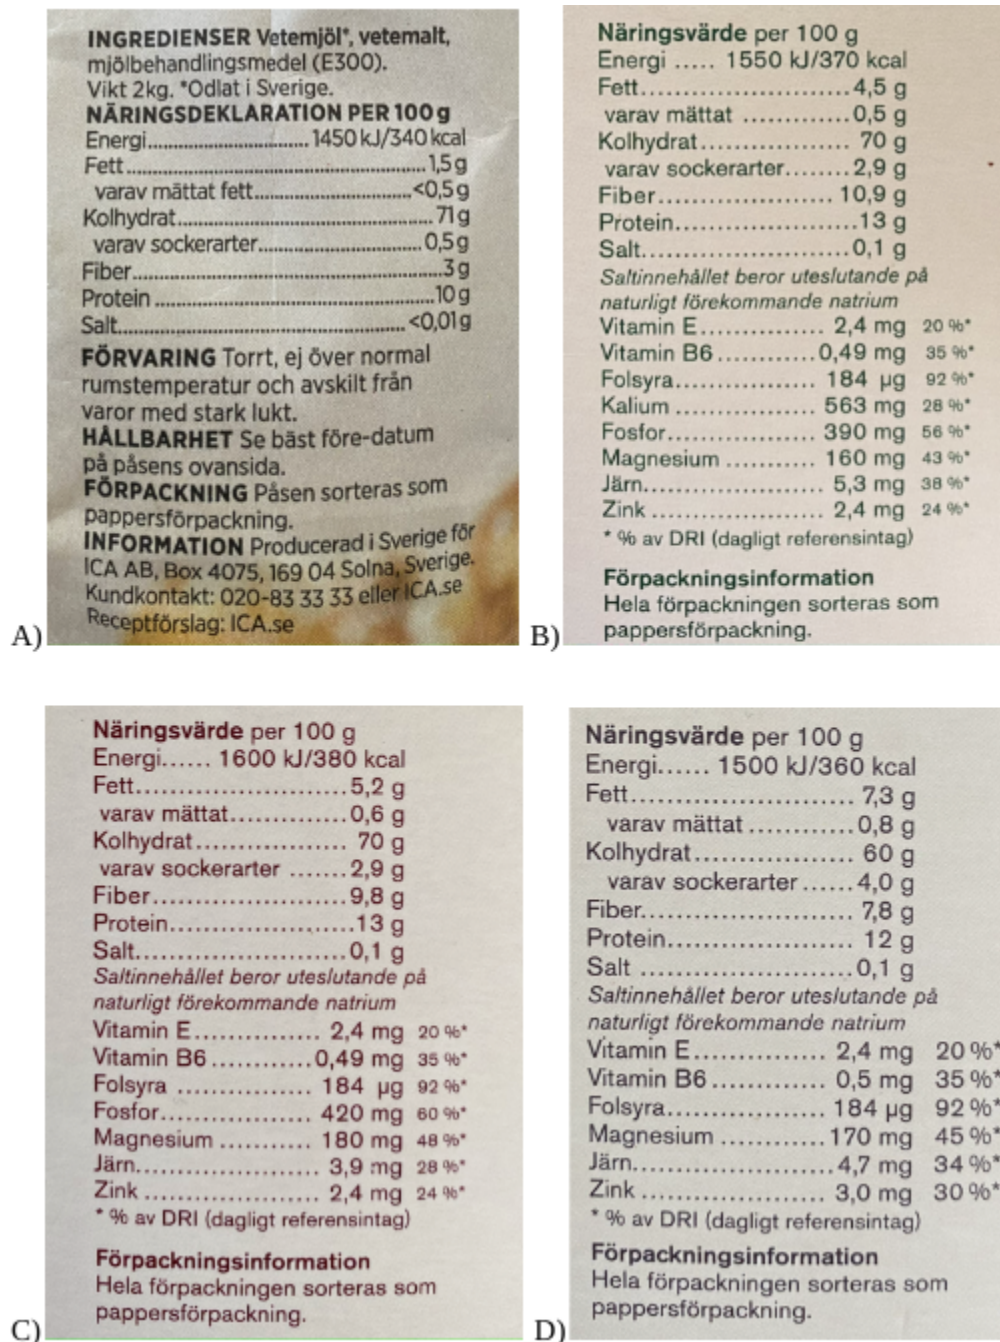 INGREDIENSER Vetemjöl*, vetemalt,
mjölbehandlingsmedel (E300).
Vikt 2kg. *Odlat i Sverige.
NÄRINGSDEKLARATION PER 100 g
Energi.................................. 1450 kJ/340 kcal
Fett.................................................. 1,5 g
varav mättat fett.......................... <0,5 g
Kolhydrat.......................................... 71 g
varav sockerarter........................... 0,5 g
Fiber................................................... 3 g
Protein .............................................. 10 g
Salt................................................ <0,01 g
FÖRVARING Torrt, ej över normal
rumstemperatur och avskilt från
varor med stark lukt.
HÅLLBARHET Se bäst före-datum
på påsens ovansida.
FÖRPACKNING Påsen sorteras som
pappersförpackning.
INFORMATION Producerad i Sverige för
ICA AB, Box 4075, 169 04 Solna, Sverige.
Kundkontakt: 020-83 33 33 eller ICA.se
Receptförslag: ICA.se
A)
Näringsvärde per 100 g
Energi ..... 1550 kJ/370 kcal
Fett.......................4,5 g
varav mättat ............0,5 g
Kolhydrat................ 70 g
varav sockerarter.......2,9 g
Fiber.................... 10,9 g
Protein...................13 g
Salt......................0,1 g
Saltinnehållet beror uteslutande på
naturligt förekommande natrium
Vitamin E............. 2,4 mg 20 %*
Vitamin B6 ...........0,49 mg 35 %*
Folsyra............... 184 µg 92 %*
Kalium ............... 563 mg 28 %*
Fosfor................ 390 mg 56 %*
Magnesium .......... 160 mg 43 %*
Järn................... 5,3 mg 38 %*
Zink .................. 2,4 mg 24 %*
* % av DRI (dagligt referensintag)
Förpackningsinformation
Hela förpackningen sorteras som
pappersförpackning.
B)
Näringsvärde per 100 g
Energi...... 1600 kJ/380 kcal
Fett.......................5,2 g
varav mättat.............0,6 g
Kolhydrat................ 70 g
varav sockerarter .......2,9 g
Fiber.....................9,8 g
Protein...................13 g
Salt......................0,1 g
Saltinnehållet beror uteslutande på
naturligt förekommande natrium
Vitamin E............. 2,4 mg 20 %*
Vitamin B6 ...........0,49 mg 35 %*
Folsyra ............... 184 µg 92 %*
Fosfor................ 420 mg 60 %*
Magnesium .......... 180 mg 48 %*
Järn................... 3,9 mg 28 %*
Zink .................. 2,4 mg 24 %*
* % av DRI (dagligt referensintag)
Förpackningsinformation
Hela förpackningen sorteras som
pappersförpackning.
C)
Näringsvärde per 100 g
Energi...... 1500 kJ/360 kcal
Fett....................... 7,3 g
varav mättat ............0,8 g
Kolhydrat................ 60 g
varav sockerarter ......4,0 g
Fiber..................... 7,8 g
Protein................... 12 g
Salt ......................0,1 g
Saltinnehållet beror uteslutande på
naturligt förekommande natrium
Vitamin E............. 2,4 mg 20 %*
Vitamin B6 ............ 0,5 mg 35 %*
Folsyra............... 184 µg 92 %*
Magnesium ...........170 mg 45 %*
Järn....................4,7 mg 34 %*
Zink .................. 3,0 mg 30 %*
* % av DRI (dagligt referensintag)
Förpackningsinformation
Hela förpackningen sorteras som
pappersförpackning.
D)